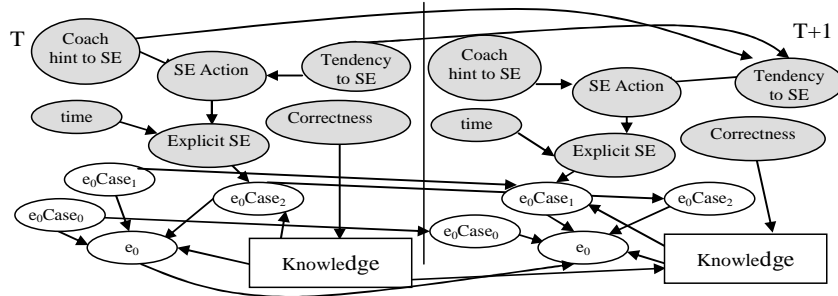 T
Coach
hint to SE
SE Action
Tendency
to SE
time
Correctness
Explicit SE
e₀Case₁
e₀Case₂
e₀Case₀
e₀
Knowledge
T+1
Coach
hint to SE
SE Action
Tendency
to SE
time
Correctness
Explicit SE
e₀Case₁
e₀Case₂
e₀Case₀
e₀
Knowledge